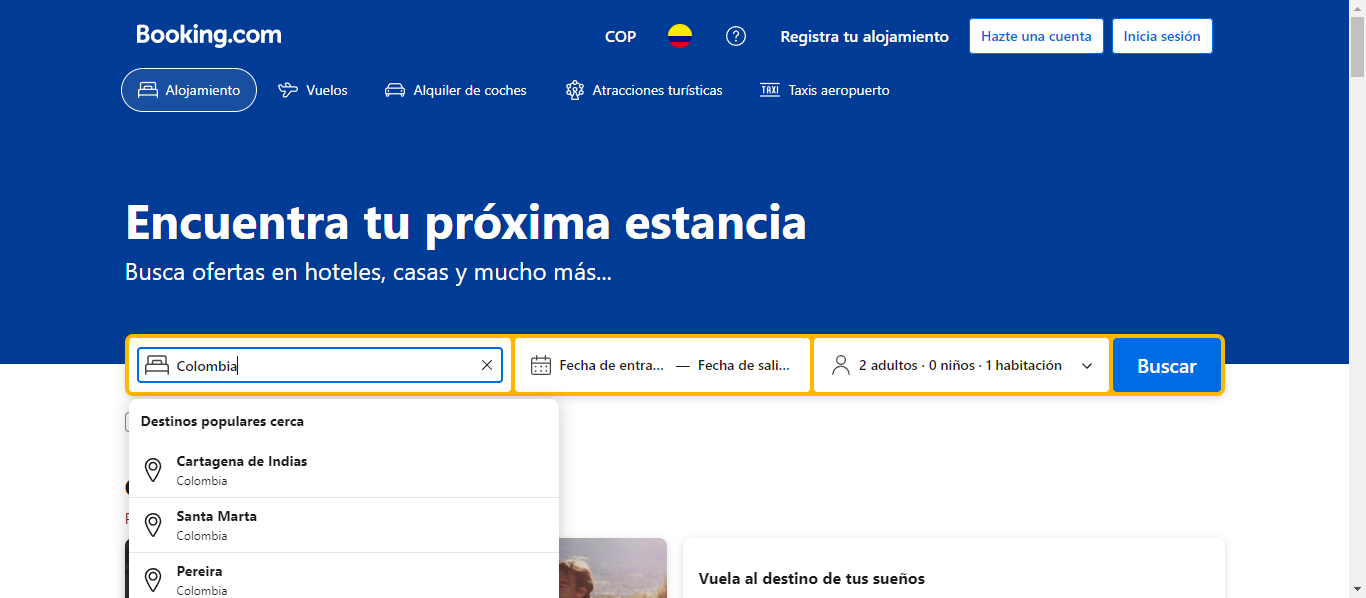 Booking.com
COP
Registra tu alojamiento
Hazte una cuenta
Inicia sesión
Alojamiento
Vuelos
Alquiler de coches
Atracciones turísticas
TAXI
Taxis aeropuerto
Encuentra tu próxima estancia
Busca ofertas en hoteles, casas y mucho más...
Colombia
Fecha de entra... — Fecha de sali...
2 adultos · 0 niños · 1 habitación
Buscar
Destinos populares cerca
Cartagena de Indias
Colombia
Santa Marta
Colombia
Pereira
Colombia
Vuela al destino de tus sueños